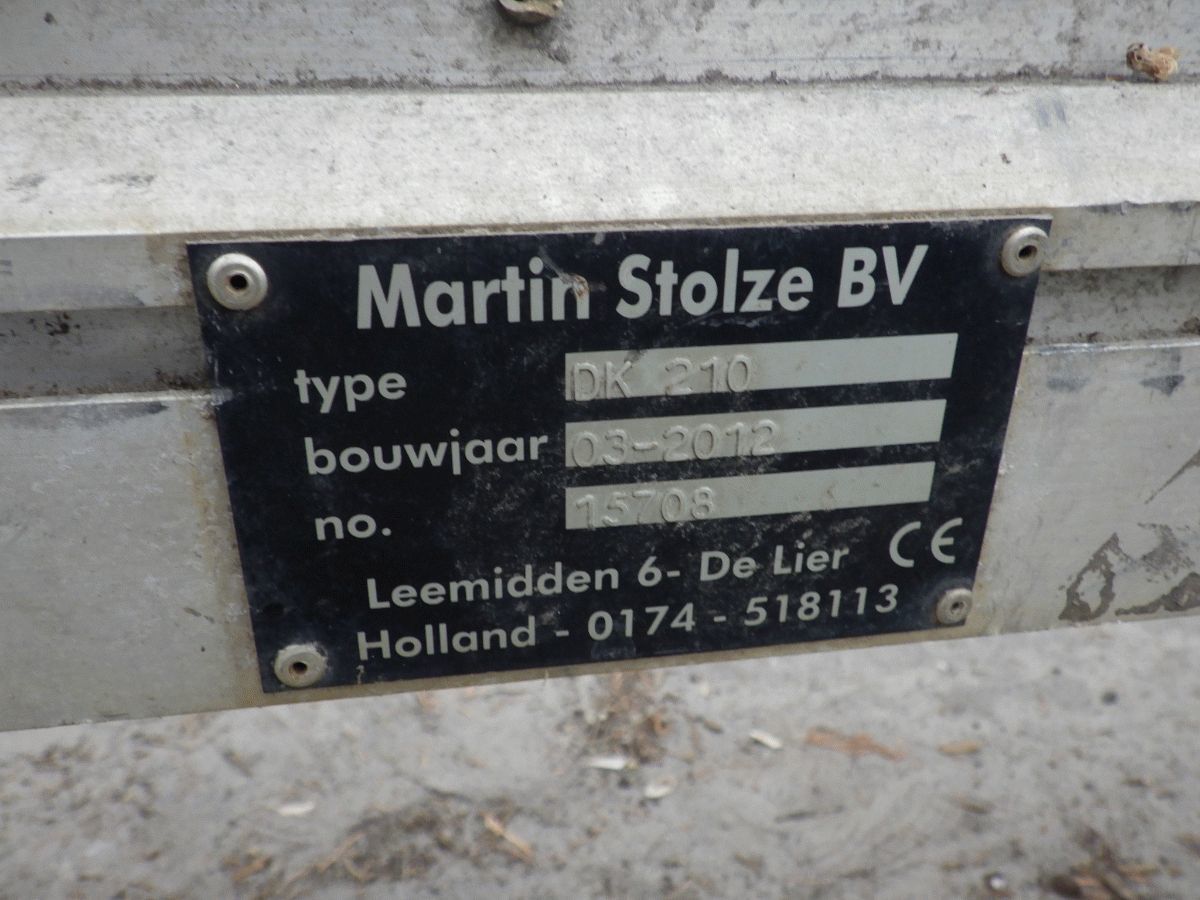 Martin Stolze BV
type DK 210
bouwjaar 03-2012
no. 15708
Leemidden 6- De Lier CE
Holland - 0174 - 518113